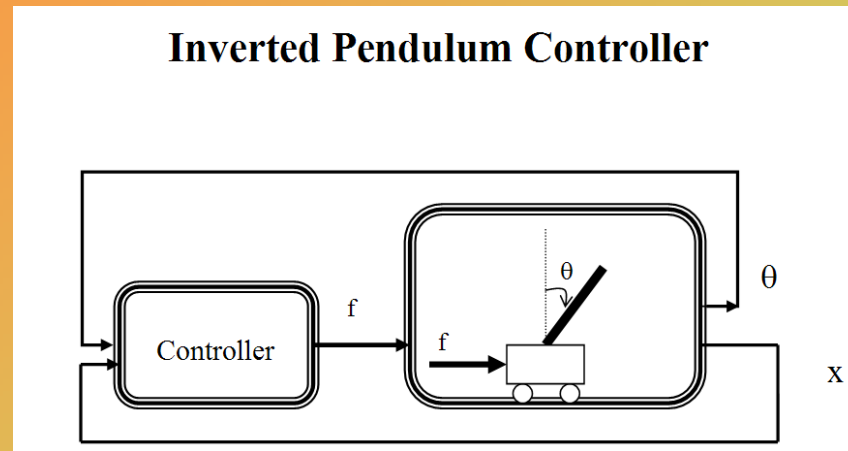 Inverted Pendulum Controller
θ
θ
f
f
Controller
x